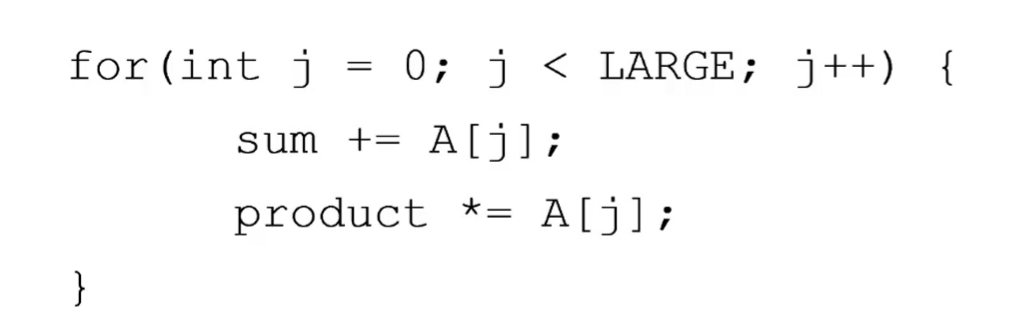 for(int j = 0; j < LARGE; j++) {
sum += A[j];
product *= A[j];
}